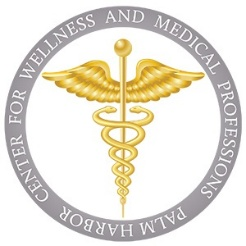 CENTER FOR WELLNESS AND MEDICAL PROFESSIONS
PALM HARBOR